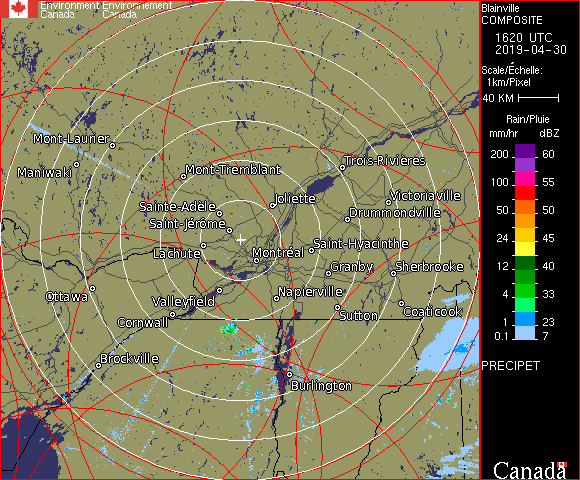 Environment Environnement
Canada Canada
Blainville
COMPOSITE
1620 UTC
2019-04-30
Scale/Échelle:
1km/Pixel
40 KM
Rain/Pluie
mm/hr dBZ
200 60
100 55
50 50
24 45
12 40
4 33
1 23
0.1 7
PRECIPET
Canada
Mont-Laurier
Maniwaki
Mont-Tremblant
Trois-Rivières
Joliette
Victoriaville
Sainte-Adèle
Drummondville
Saint-Jérôme
Lachute
Montréal
Saint-Hyacinthe
Granby
Sherbrooke
Ottawa
Valleyfield
Napierville
Cornwall
Sutton
Coaticook
Brockville
Burlington